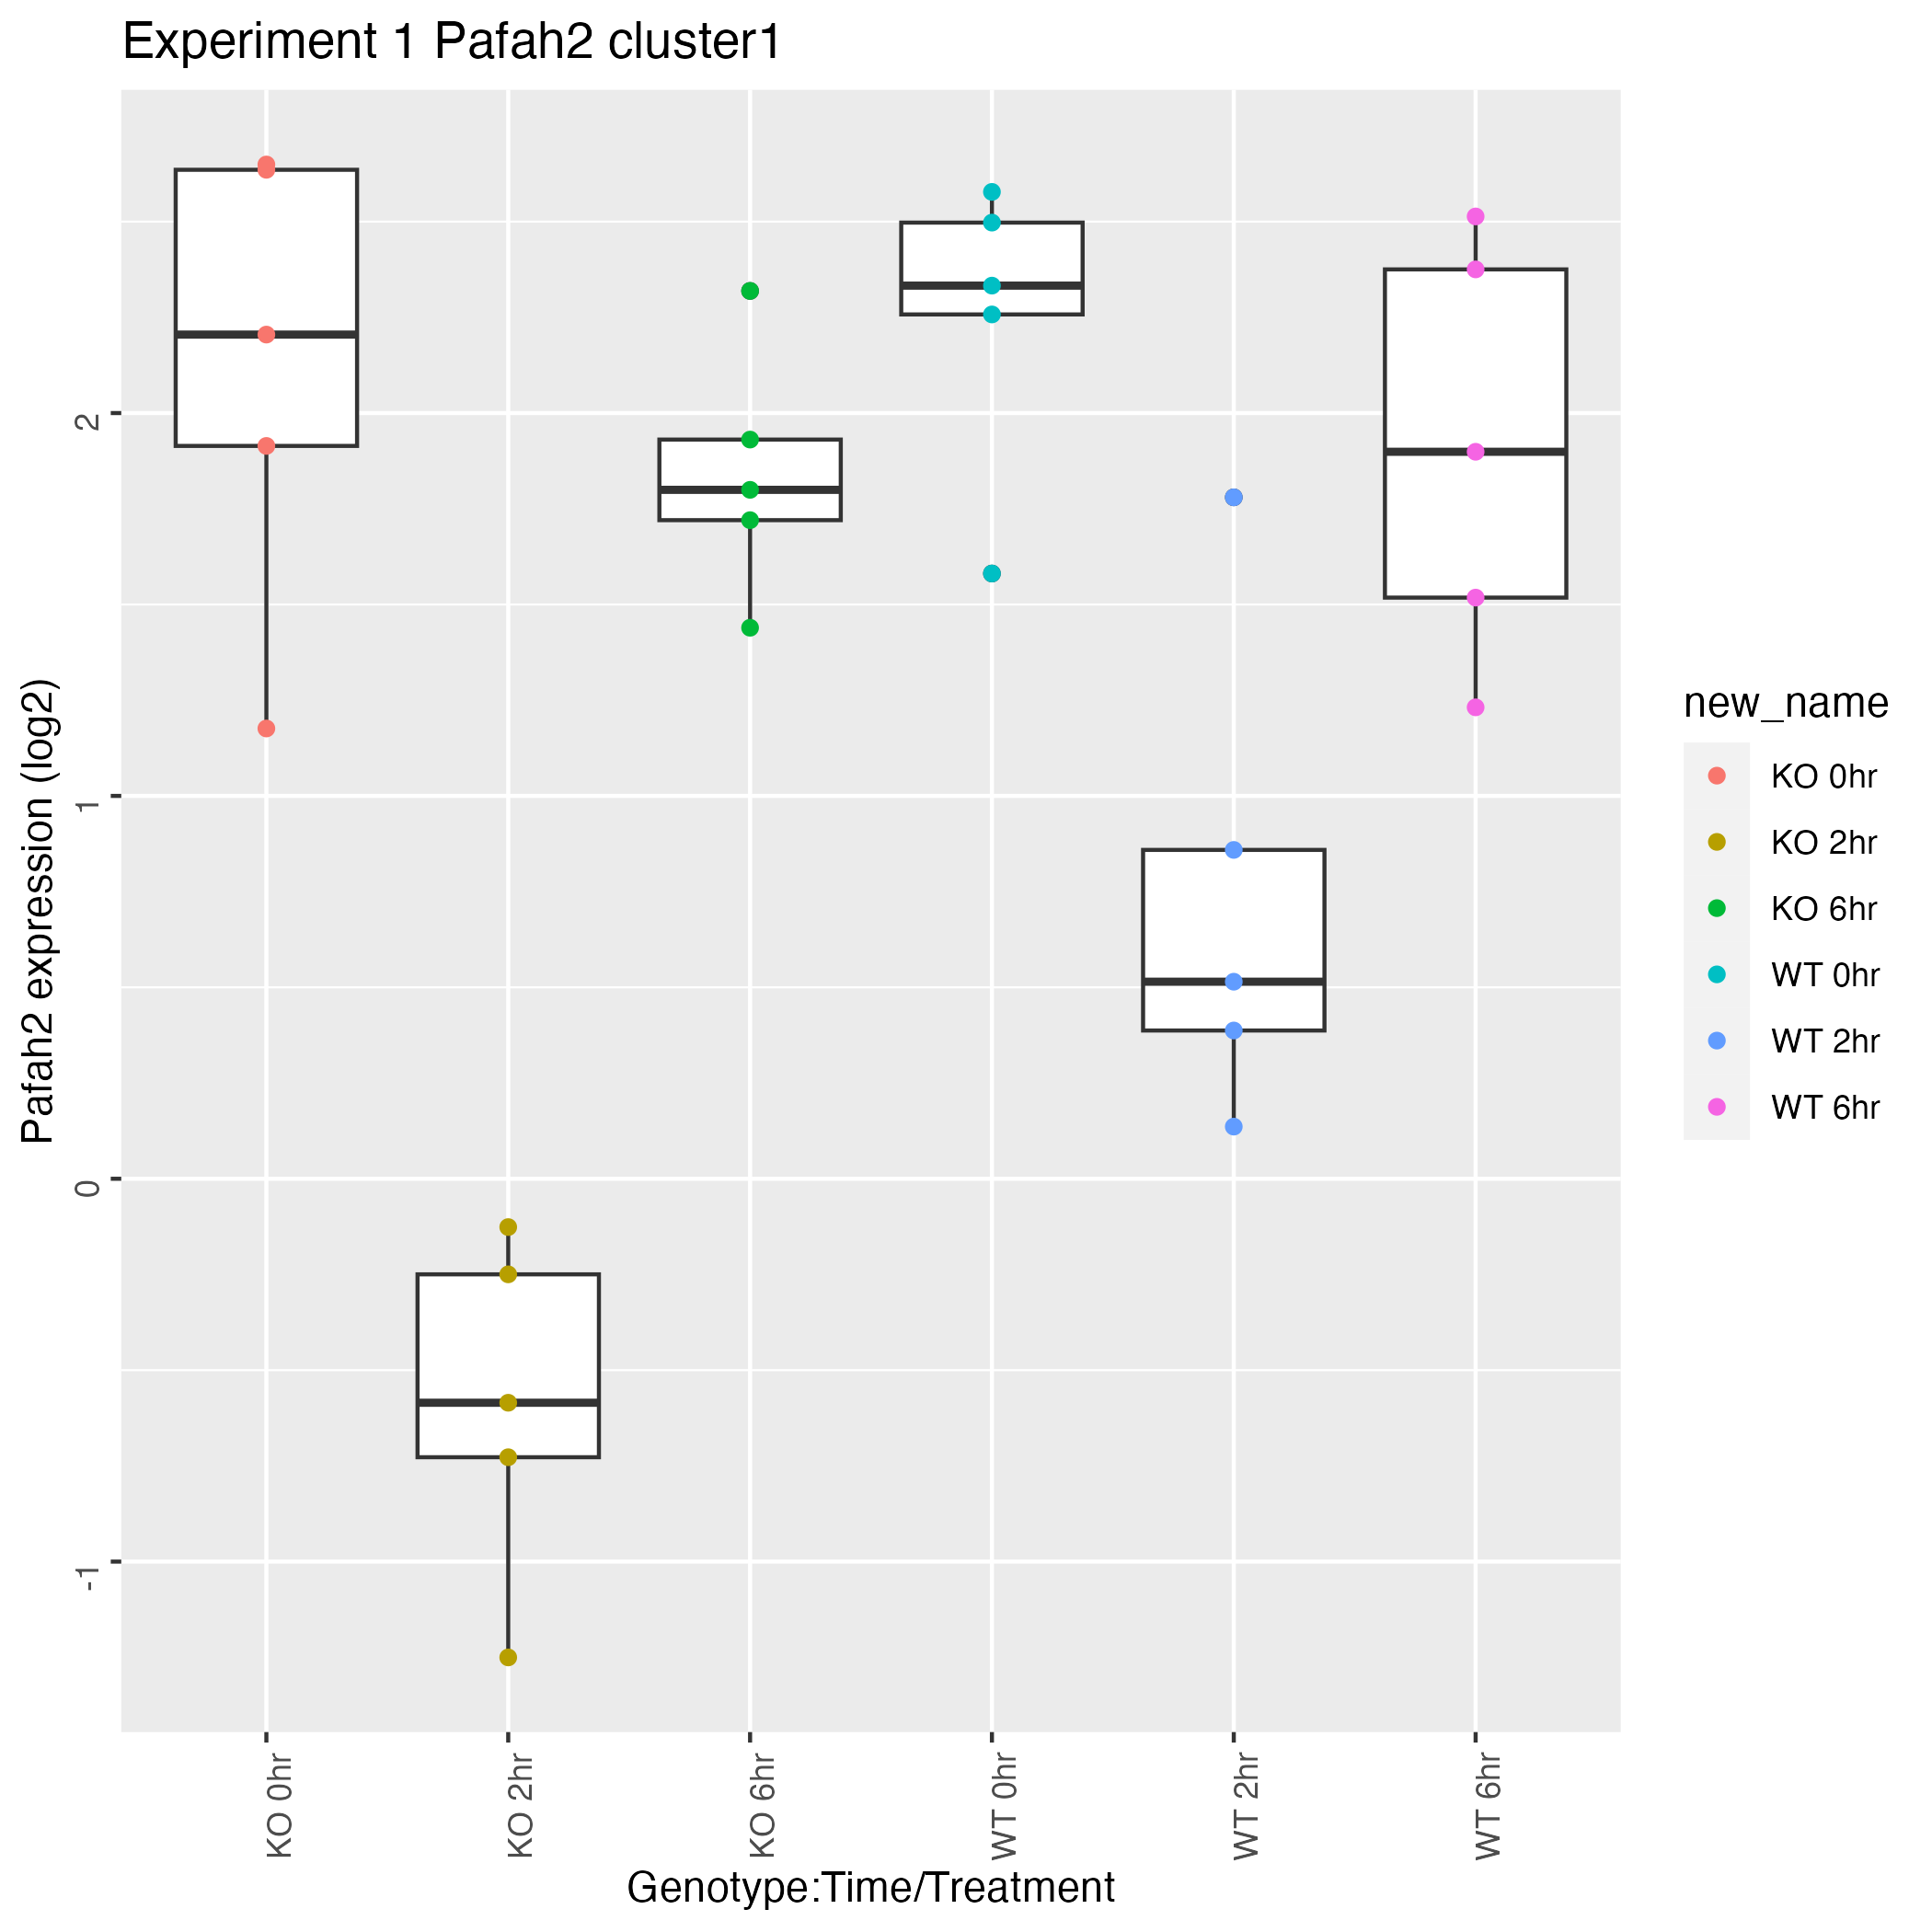 Experiment 1 Pafah2 cluster1
Pafah2 expression (log2)
2
1
0
-1
KO 0hr
KO 2hr
KO 6hr
WT 0hr
WT 2hr
WT 6hr
Genotype:Time/Treatment
new_name
KO 0hr
KO 2hr
KO 6hr
WT 0hr
WT 2hr
WT 6hr